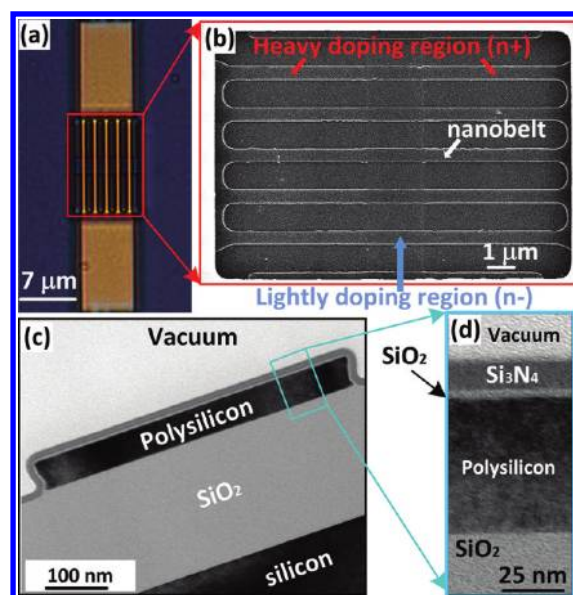 (a)
7 μm
(b)
Heavy doping region (n+)
nanobelt
1 μm
Lightly doping region (n-)
(c)
Vacuum
Polysilicon
SiO₂
silicon
100 nm
(d)
Vacuum
SiO₂
Si₃N₄
Polysilicon
SiO₂
25 nm